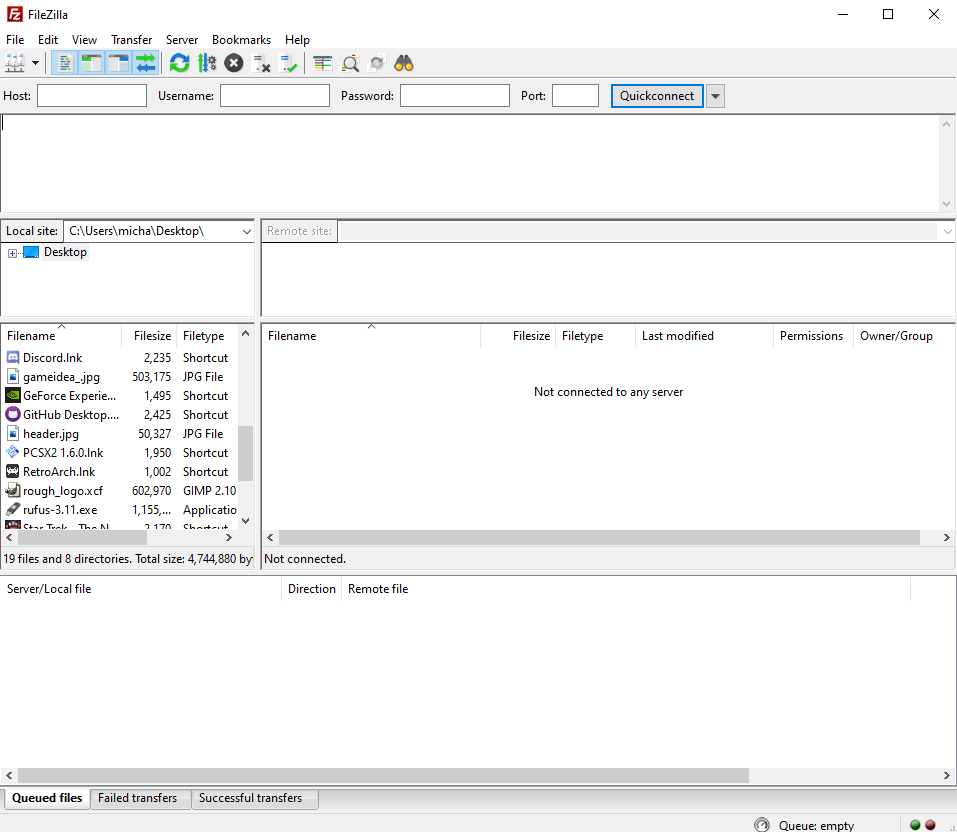 FileZilla
File Edit View Transfer Server Bookmarks Help
Host: Username: Password: Port: Quickconnect
Local site: C:\Users\micha\Desktop\ Remote site:
Desktop
Filename Filesize Filetype Filename Filesize Filetype Last modified Permissions Owner/Group
Discord.lnk 2,235 Shortcut
gameidea_.jpg 503,175 JPG File
Not connected to any server
GeForce Experie... 1,495 Shortcut
GitHub Desktop.... 2,425 Shortcut
header.jpg 50,327 JPG File
PCSX2 1.6.0.lnk 1,950 Shortcut
RetroArch.lnk 1,002 Shortcut
rough_logo.xcf 602,970 GIMP 2.10
rufus-3.11.exe 1,155,... Applicatio
Star Trek - The N 2,170 Shortcut
19 files and 8 directories. Total size: 4,744,880 by Not connected.
Server/Local file Direction Remote file
Queued files Failed transfers Successful transfers
Queue: empty